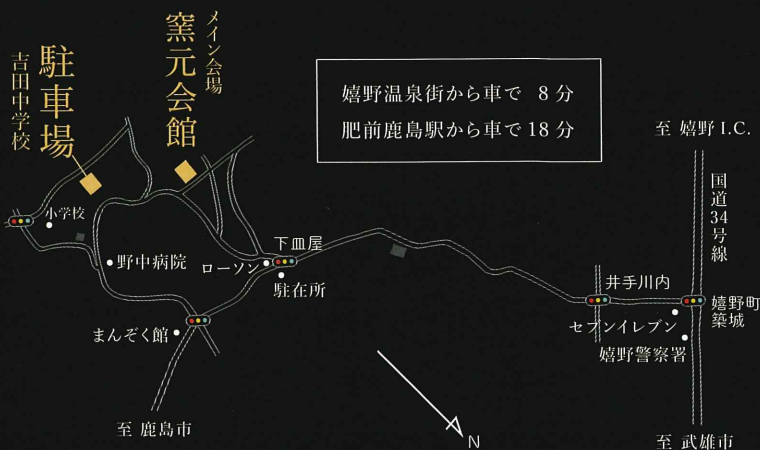 メイン会場
窯元会館
駐車場
吉田中学校
嬉野温泉街から車で 8分
肥前鹿島駅から車で18分
至 嬉野I.C.
国道34号線
小学校
野中病院
ローソン
下皿屋
駐在所
まんぞく館
井手川内
嬉野町
築城
セブンイレブン
嬉野警察署
至 鹿島市
至 武雄市
N